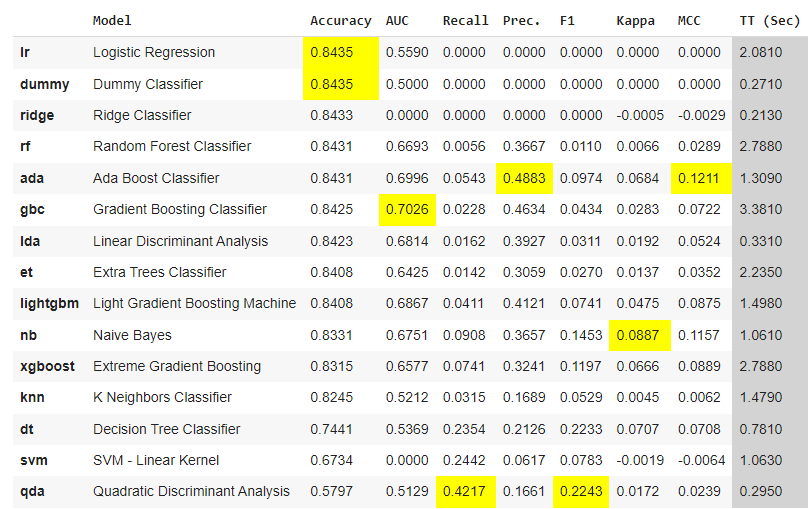 Model Accuracy AUC Recall Prec. F1 Kappa MCC TT (Sec)
lr Logistic Regression 0.8435 0.5590 0.0000 0.0000 0.0000 0.0000 0.0000 2.0810
dummy Dummy Classifier 0.8435 0.5000 0.0000 0.0000 0.0000 0.0000 0.0000 0.2710
ridge Ridge Classifier 0.8433 0.0000 0.0000 0.0000 0.0000 -0.0005 -0.0029 0.2130
rf Random Forest Classifier 0.8431 0.6693 0.0056 0.3667 0.0110 0.0066 0.0289 2.7880
ada Ada Boost Classifier 0.8431 0.6996 0.0543 0.4883 0.0974 0.0684 0.1211 1.3090
gbc Gradient Boosting Classifier 0.8425 0.7026 0.0228 0.4634 0.0434 0.0283 0.0722 3.3810
lda Linear Discriminant Analysis 0.8423 0.6814 0.0162 0.3927 0.0311 0.0192 0.0524 0.3310
et Extra Trees Classifier 0.8408 0.6425 0.0142 0.3059 0.0270 0.0137 0.0352 2.2350
lightgbm Light Gradient Boosting Machine 0.8408 0.6867 0.0411 0.4121 0.0741 0.0475 0.0875 1.4980
nb Naive Bayes 0.8331 0.6751 0.0908 0.3657 0.1453 0.0887 0.1157 1.0610
xgboost Extreme Gradient Boosting 0.8315 0.6577 0.0741 0.3241 0.1197 0.0666 0.0889 2.7880
knn K Neighbors Classifier 0.8245 0.5212 0.0315 0.1689 0.0529 0.0045 0.0062 1.4790
dt Decision Tree Classifier 0.7441 0.5369 0.2354 0.2126 0.2233 0.0707 0.0708 0.7810
svm SVM - Linear Kernel 0.6734 0.0000 0.2442 0.0617 0.0783 -0.0019 -0.0064 1.0630
qda Quadratic Discriminant Analysis 0.5797 0.5129 0.4217 0.1661 0.2243 0.0172 0.0239 0.2950